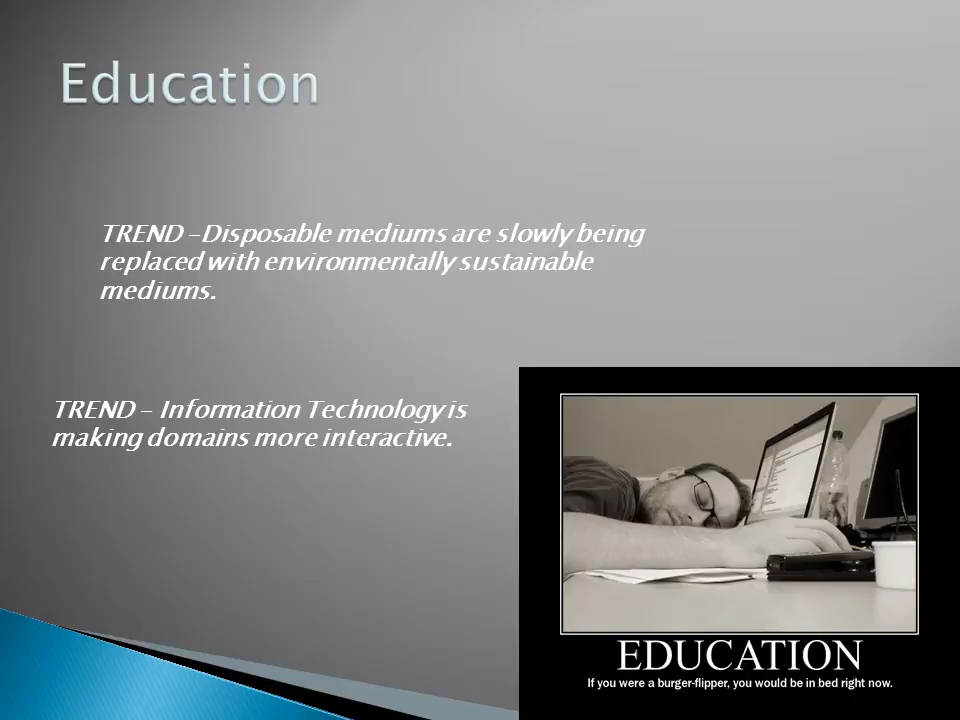 Education
TREND –Disposable mediums are slowly being
replaced with environmentally sustainable
mediums.
TREND – Information Technology is
making domains more interactive.
EDUCATION
If you were a burger-flipper, you would be in bed right now.